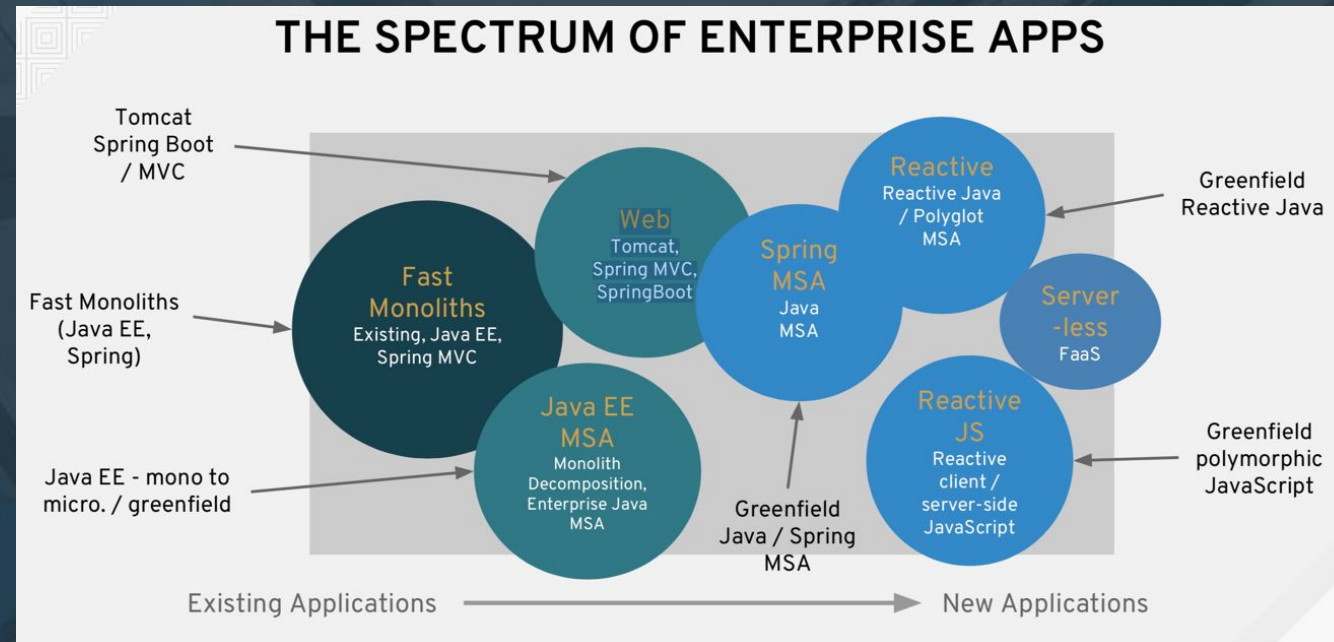 THE SPECTRUM OF ENTERPRISE APPS
Tomcat
Spring Boot
/ MVC
Fast Monoliths
(Java EE,
Spring)
Java EE - mono to
micro. / greenfield
Fast
Monoliths
Existing, Java EE,
Spring MVC
Web
Tomcat,
Spring MVC,
SpringBoot
Java EE
MSA
Monolith
Decomposition,
Enterprise Java
MSA
Spring
MSA
Java
MSA
Greenfield
Java / Spring
MSA
Reactive
Reactive Java
/ Polyglot
MSA
Server
-less
FaaS
Reactive
JS
Reactive
client /
server-side
JavaScript
Greenfield
Reactive Java
Greenfield
polymorphic
JavaScript
Existing Applications
New Applications